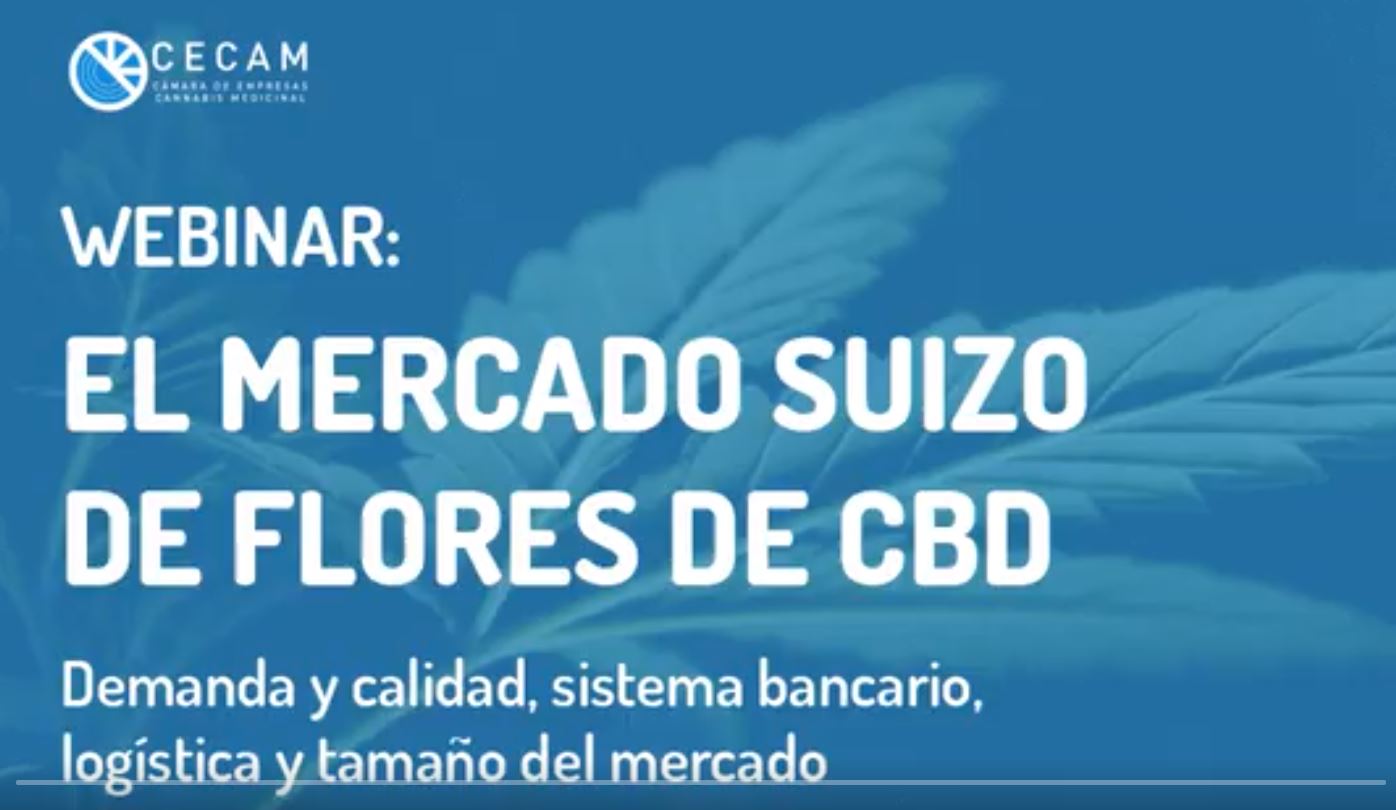 CECAM
CÁMARA DE EMPRESAS
CANNABIS MEDICINAL
WEBINAR:
EL MERCADO SUIZO
DE FLORES DE CBD
Demanda y calidad, sistema bancario,
logística y tamaño del mercado